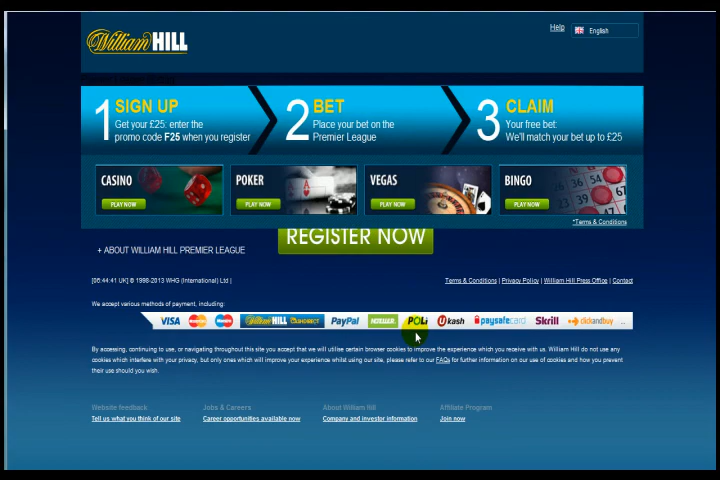 William HILL
Help
English
1 SIGN UP
Get your £25: enter the
promo code F25 when you register
2 BET
Place your bet on the
Premier League
3 CLAIM
Your free bet:
We'll match your bet up to £25
CASINO
PLAY NOW
POKER
PLAY NOW
VEGAS
PLAY NOW
BINGO
PLAY NOW
36 54
23 39 67
*Terms & Conditions
REGISTER NOW
+ ABOUT WILLIAM HILL PREMIER LEAGUE
[06:44:41 UK] © 1998-2013 WHG (International) Ltd |
Terms & Conditions | Privacy Policy | William Hill Press Office | Contact
We accept various methods of payment, including:
VISA William HILL CASHDIRECT PayPal NETELLER POLi Ukash paysafecard Skrill clickandbuy ...
By accessing, continuing to use, or navigating throughout this site you accept that we will utilise certain browser cookies to improve the experience which you receive with us. William Hill do not use any
cookies which interfere with your privacy, but only ones which will improve your experience whilst using our site, please refer to our FAQs for further information on our use of cookies and how you prevent
their use should you wish.
Website feedback
Jobs & Careers
About William Hill
Affiliate Program
Tell us what you think of our site
Career opportunities available now
Company and investor information
Join now